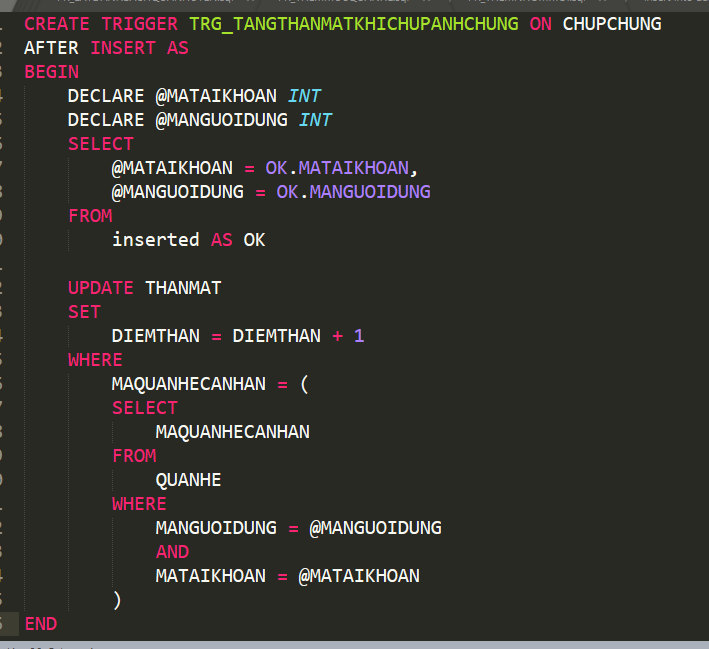 CREATE TRIGGER TRG_TANGTHANMATKHICHUPANHCHUNG ON CHUPCHUNG
AFTER INSERT AS
BEGIN
DECLARE @MATAIKHOAN INT
DECLARE @MANGUOIDUNG INT
SELECT
@MATAIKHOAN = OK.MATAIKHOAN,
@MANGUOIDUNG = OK.MANGUOIDUNG
FROM
inserted AS OK
UPDATE THANMAT
SET
DIEMTHAN = DIEMTHAN + 1
WHERE
MAQUANHECANHAN = (
SELECT
MAQUANHECANHAN
FROM
QUANHE
WHERE
MANGUOIDUNG = @MANGUOIDUNG
AND
MATAIKHOAN = @MATAIKHOAN
)
END